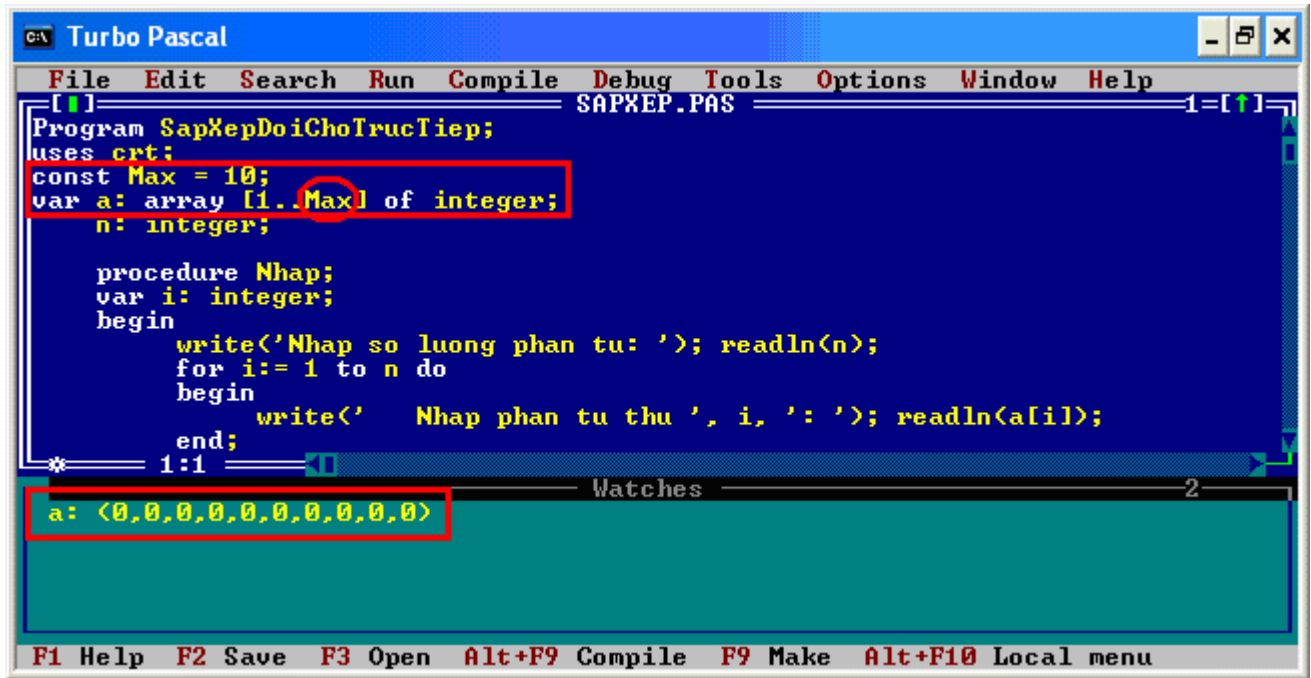 Turbo Pascal
File Edit Search Run Compile Debug Tools Options Window Help
SAPXEP.PAS 1=[↑]
Program SapXepDoiChoTrucTiep;
uses crt;
const Max = 10;
var a: array [1..Max] of integer;
n: integer;
procedure Nhap;
var i: integer;
begin
write('Nhap so luong phan tu: '); readln(n);
for i:= 1 to n do
begin
write('   Nhap phan tu thu ', i, ': '); readln(a[i]);
end;
1:1
Watches 2
a: (0,0,0,0,0,0,0,0,0,0)
F1 Help F2 Save F3 Open Alt+F9 Compile F9 Make Alt+F10 Local menu